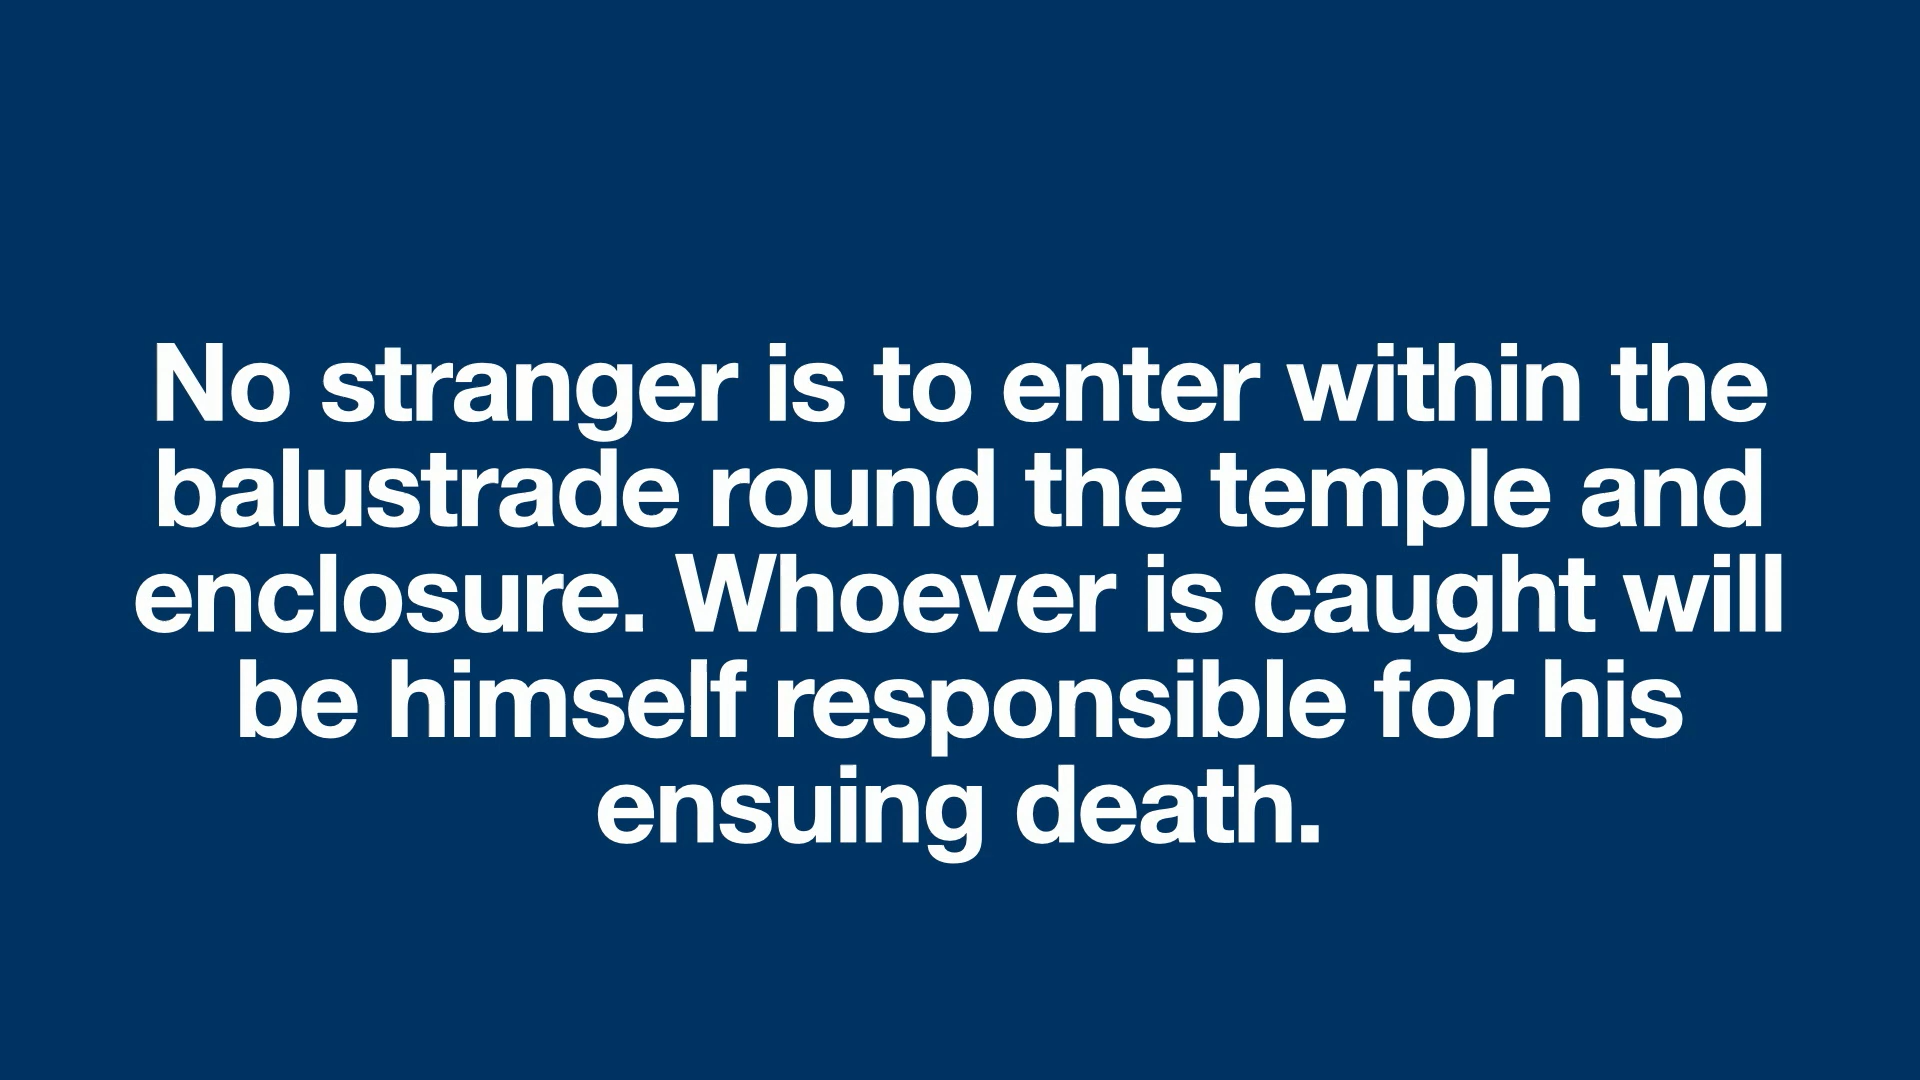 No stranger is to enter within the
balustrade round the temple and
enclosure. Whoever is caught will
be himself responsible for his
ensuing death.